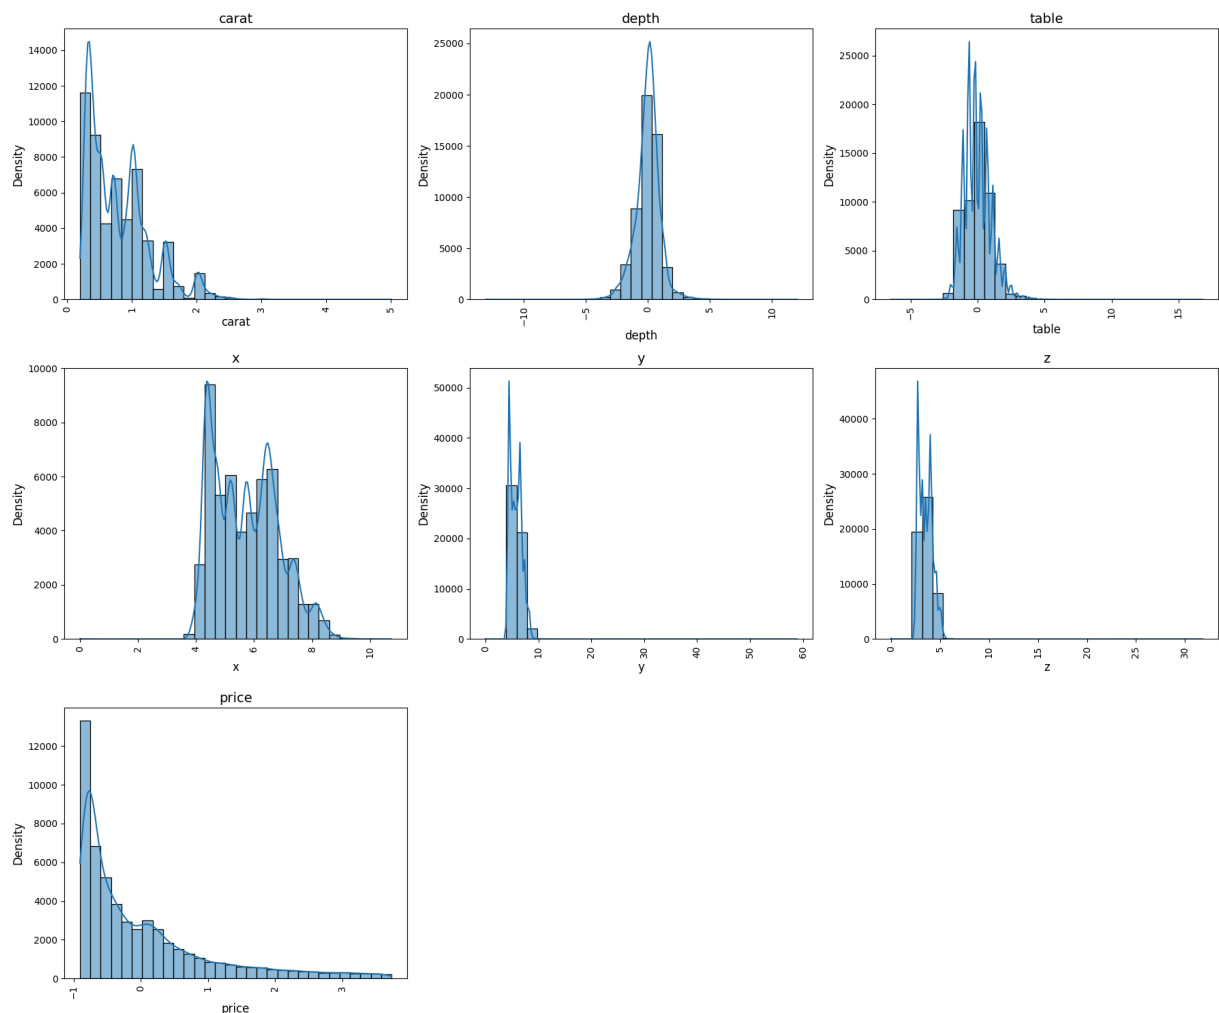 carat
Density
14000
12000
10000
8000
6000
4000
2000
0
0 1 2 3 4 5
carat
depth
Density
25000
20000
15000
10000
5000
0
−10 −5 0 5 10
depth
table
Density
25000
20000
15000
10000
5000
0
−5 0 5 10 15
table
x
Density
10000
8000
6000
4000
2000
0
0 2 4 6 8 10
x
y
Density
50000
40000
30000
20000
10000
0
0 10 20 30 40 50 60
y
z
Density
40000
30000
20000
10000
0
0 5 10 15 20 25 30
z
price
Density
12000
10000
8000
6000
4000
2000
0
−1 0 1 2 3
price